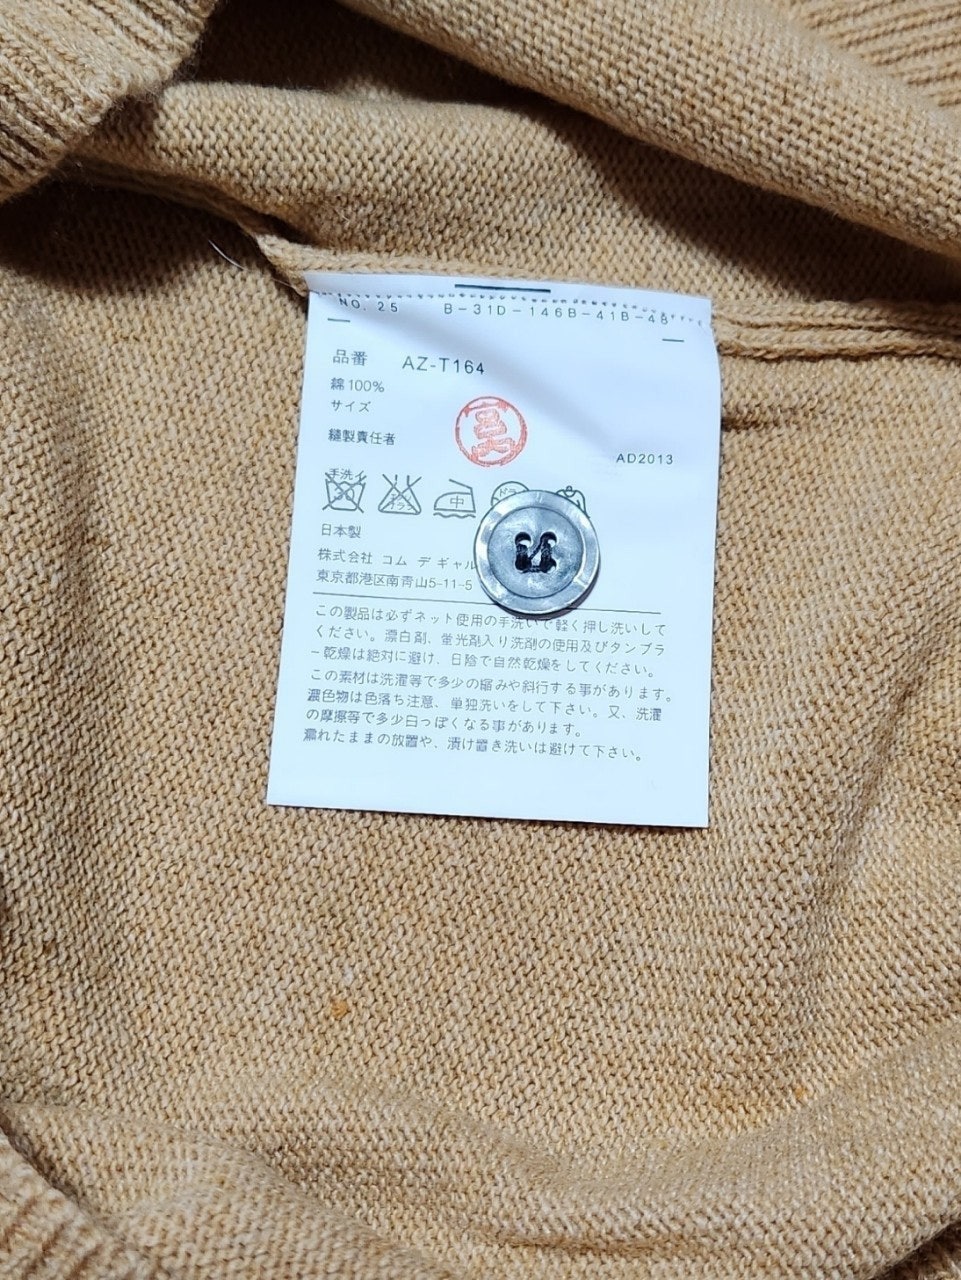 NO. 25 B-31D-146B-41B-48
品番 AZ-T164
綿100%
サイズ
縫製責任者
AD2013
手洗イ
30
中
日本製
株式会社 コム デ ギャル
東京都港区南青山5-11-5
この製品は必ずネット使用の手洗いで軽く押し洗いして
ください。漂白剤、蛍光剤入り洗剤の使用及びタンブラ
ー乾燥は絶対に避け、日陰で自然乾燥をしてください。
この素材は洗濯等で多少の縮みや斜行する事があります。
濃色物は色落ち注意、単独洗いをして下さい。又、洗濯
の摩擦等で多少白っぽくなる事があります。
濡れたままの放置や、漬け置き洗いは避けて下さい。